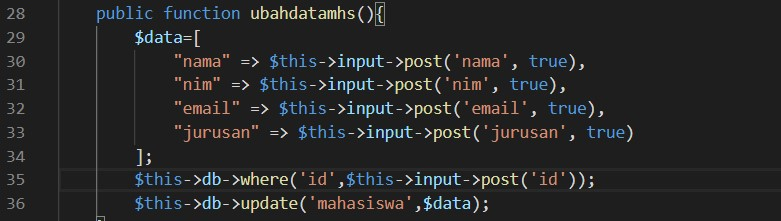 28 public function ubahdatamhs(){
29 $data=[
30 "nama" => $this->input->post('nama', true),
31 "nim" => $this->input->post('nim', true),
32 "email" => $this->input->post('email', true),
33 "jurusan" => $this->input->post('jurusan', true)
34 ];
35 $this->db->where('id',$this->input->post('id'));
36 $this->db->update('mahasiswa',$data);